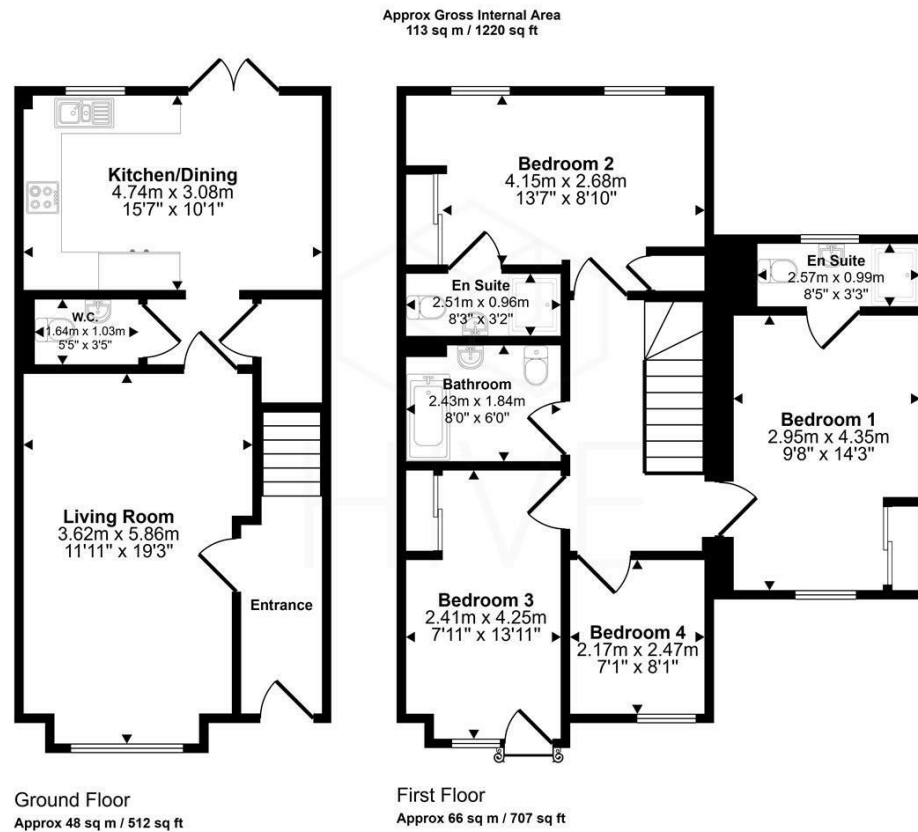 Approx Gross Internal Area
113 sq m / 1220 sq ft
Kitchen/Dining
4.74m x 3.08m
15'7" x 10'1"
W.C.
1.64m x 1.03m
5'5" x 3'5"
Living Room
3.62m x 5.86m
11'11" x 19'3"
Entrance
Ground Floor
Approx 48 sq m / 512 sq ft
Bedroom 2
4.15m x 2.68m
13'7" x 8'10"
En Suite
2.51m x 0.96m
8'3" x 3'2"
Bathroom
2.43m x 1.84m
8'0" x 6'0"
En Suite
2.57m x 0.99m
8'5" x 3'3"
Bedroom 1
2.95m x 4.35m
9'8" x 14'3"
Bedroom 3
2.41m x 4.25m
7'11" x 13'11"
Bedroom 4
2.17m x 2.47m
7'1" x 8'1"
First Floor
Approx 66 sq m / 707 sq ft
HIVE